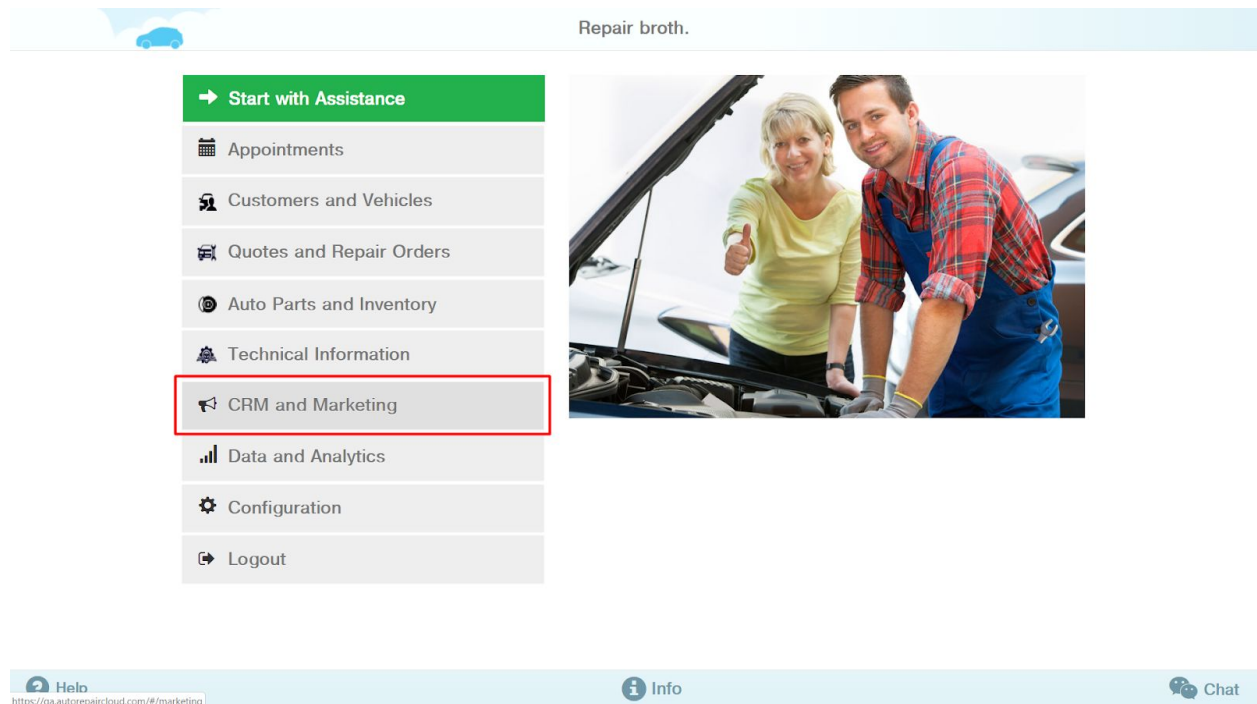 Repair broth.
Start with Assistance
Appointments
Customers and Vehicles
Quotes and Repair Orders
Auto Parts and Inventory
Technical Information
CRM and Marketing
Data and Analytics
Configuration
Logout
Help
Info
Chat
https://qa.autorepaircloud.com/#/marketing